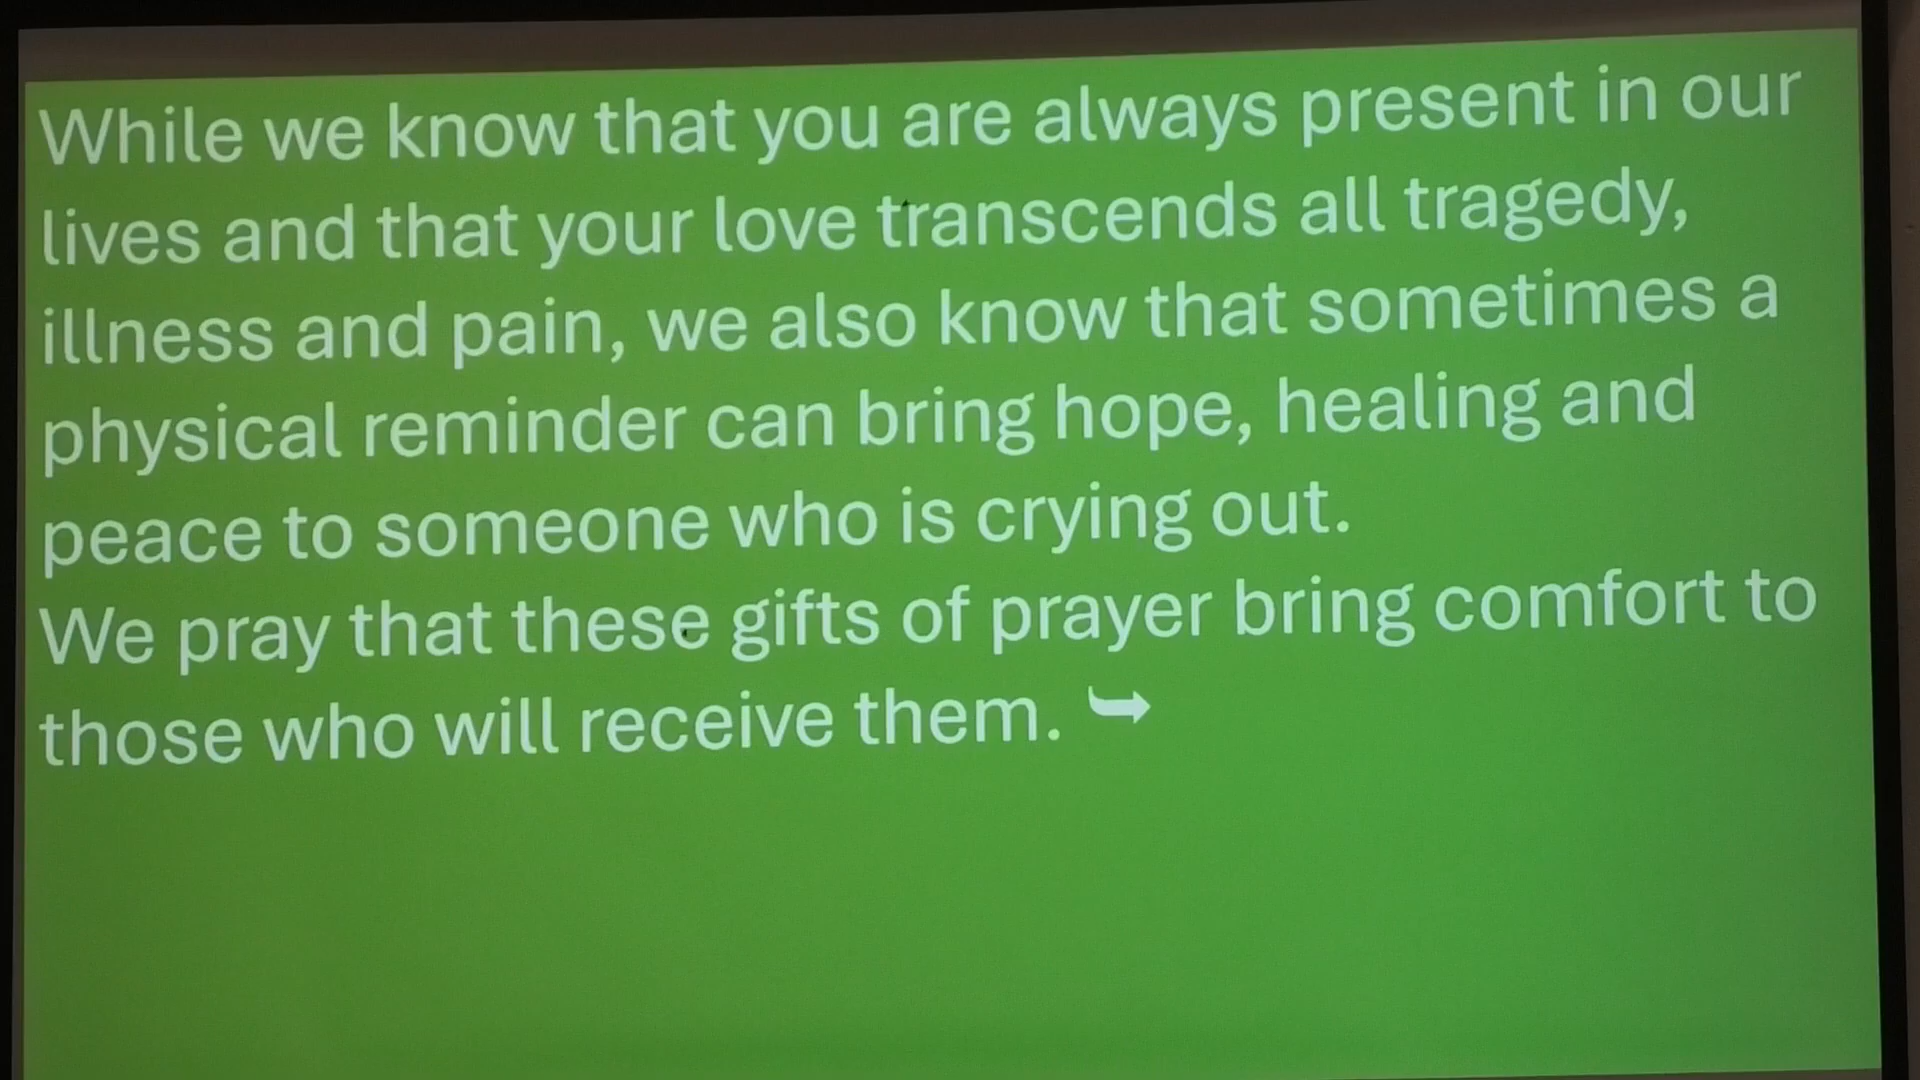 While we know that you are always present in our
lives and that your love transcends all tragedy,
illness and pain, we also know that sometimes a
physical reminder can bring hope, healing and
peace to someone who is crying out.
We pray that these gifts of prayer bring comfort to
those who will receive them. ⮩